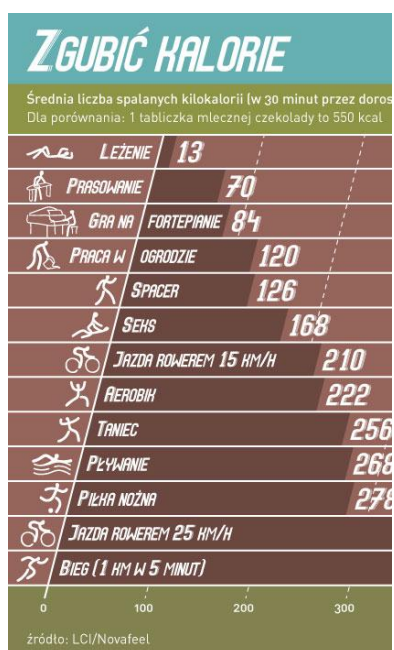 ZGUBIĆ KALORIE
Średnia liczba spalanych kilokalorii (w 30 minut przez doros
Dla porównania: 1 tabliczka mlecznej czekolady to 550 kcal
LEŻENIE 13
PRASOWANIE 70
GRA NA FORTEPIANIE 84
PRACA W OGRODZIE 120
SPACER 126
SEKS 168
JAZDA ROWEREM 15 KM/H 210
AEROBIK 222
TANIEC 256
PŁYWANIE 268
PIŁKA NOŻNA 278
JAZDA ROWEREM 25 KM/H
BIEG (1 KM W 5 MINUT)
0 100 200 300
źródło: LCI/Novafeel